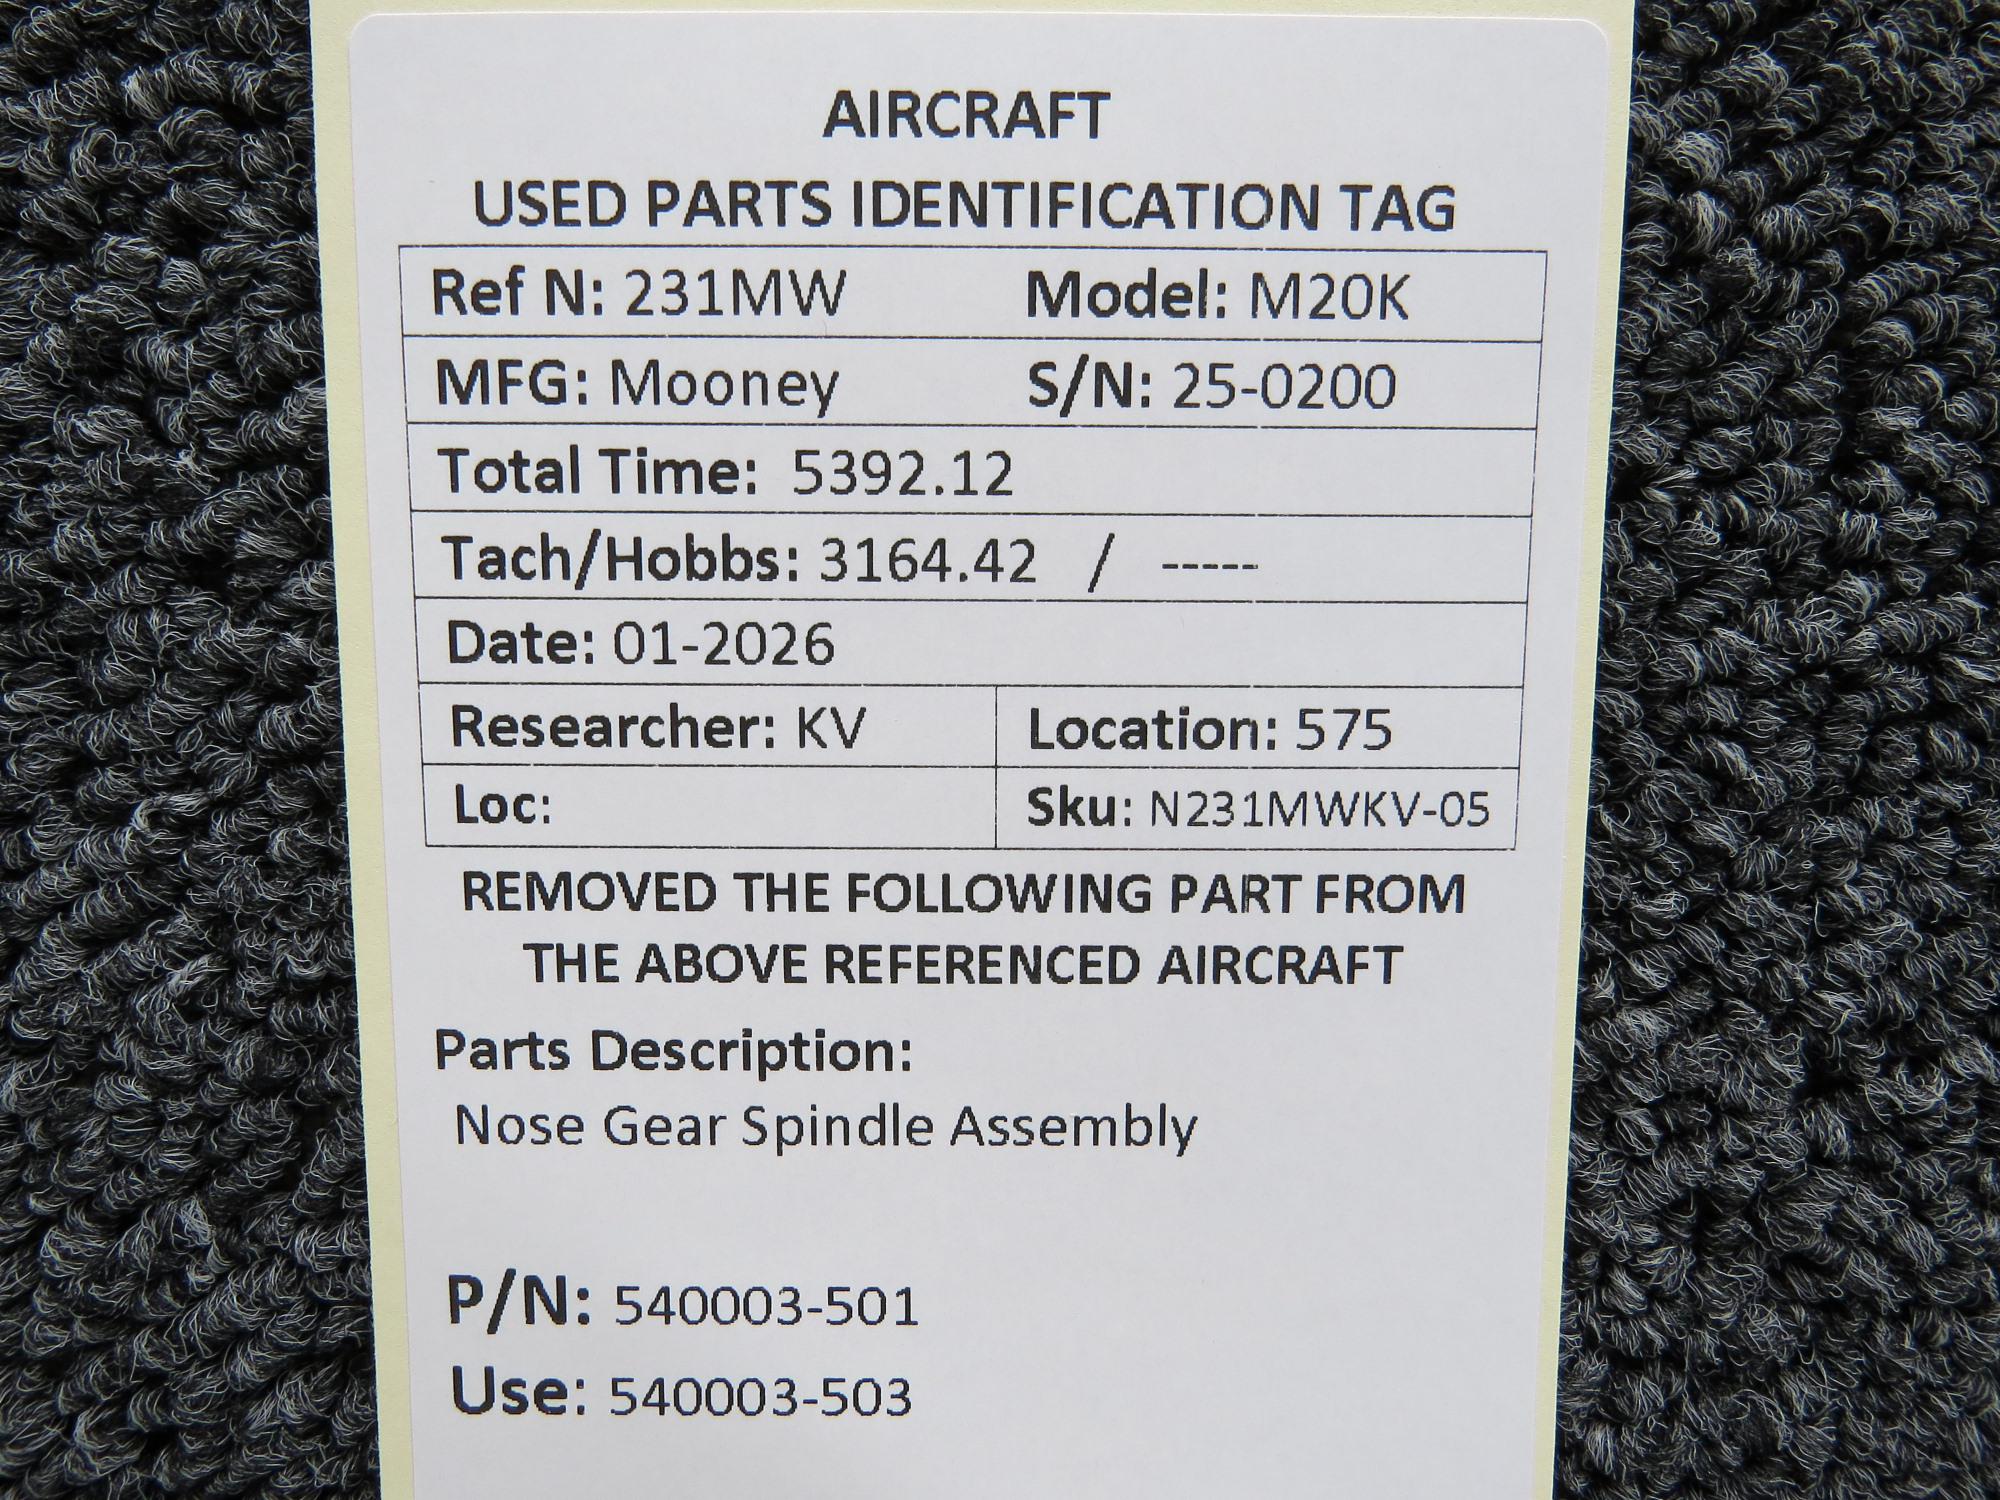 AIRCRAFT
USED PARTS IDENTIFICATION TAG
Ref N: 231MW Model: M20K
MFG: Mooney S/N: 25-0200
Total Time: 5392.12
Tach/Hobbs: 3164.42 / -----
Date: 01-2026
Researcher: KV Location: 575
Loc: Sku: N231MWKV-05
REMOVED THE FOLLOWING PART FROM
THE ABOVE REFERENCED AIRCRAFT
Parts Description:
Nose Gear Spindle Assembly
P/N: 540003-501
Use: 540003-503